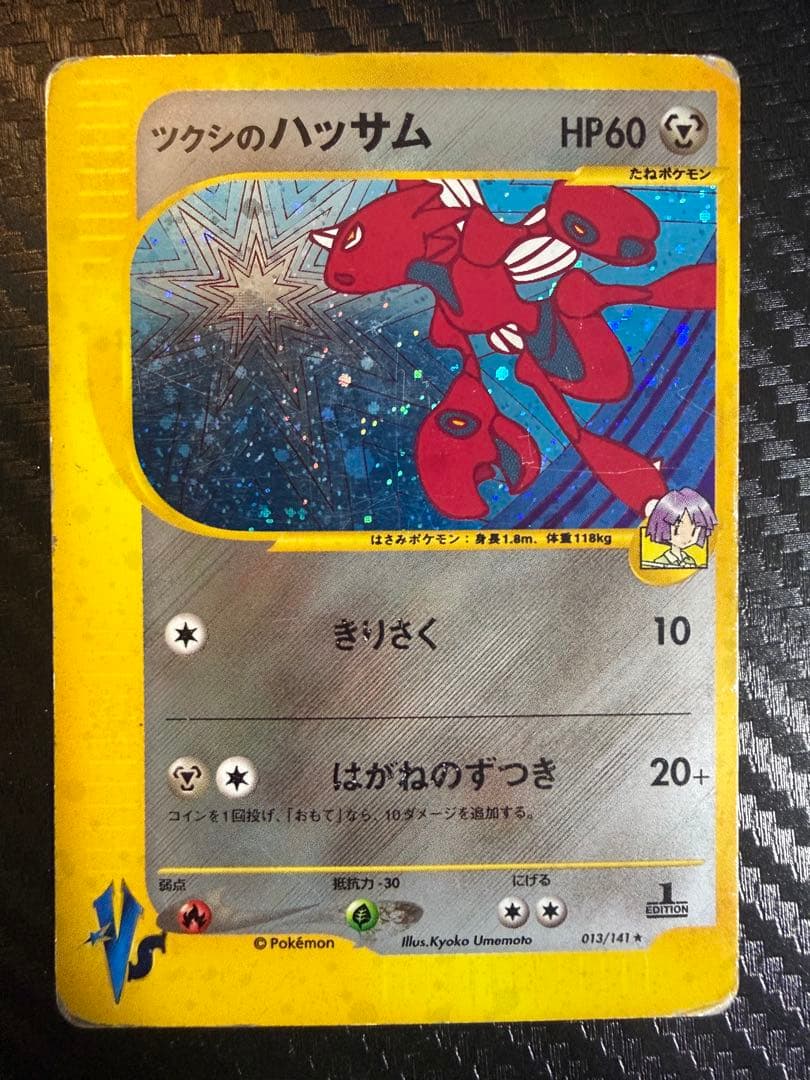 ツクシのハッサム HP60
たねポケモン
はさみポケモン：身長1.8m、体重118kg
きりさく 10
はがねのずつき 20+
コインを1回投げ、「おもて」なら、10ダメージを追加する。
弱点 抵抗力 -30 にげる
1
EDITION
VS
© Pokémon Illus.Kyoko Umemoto 013/141★